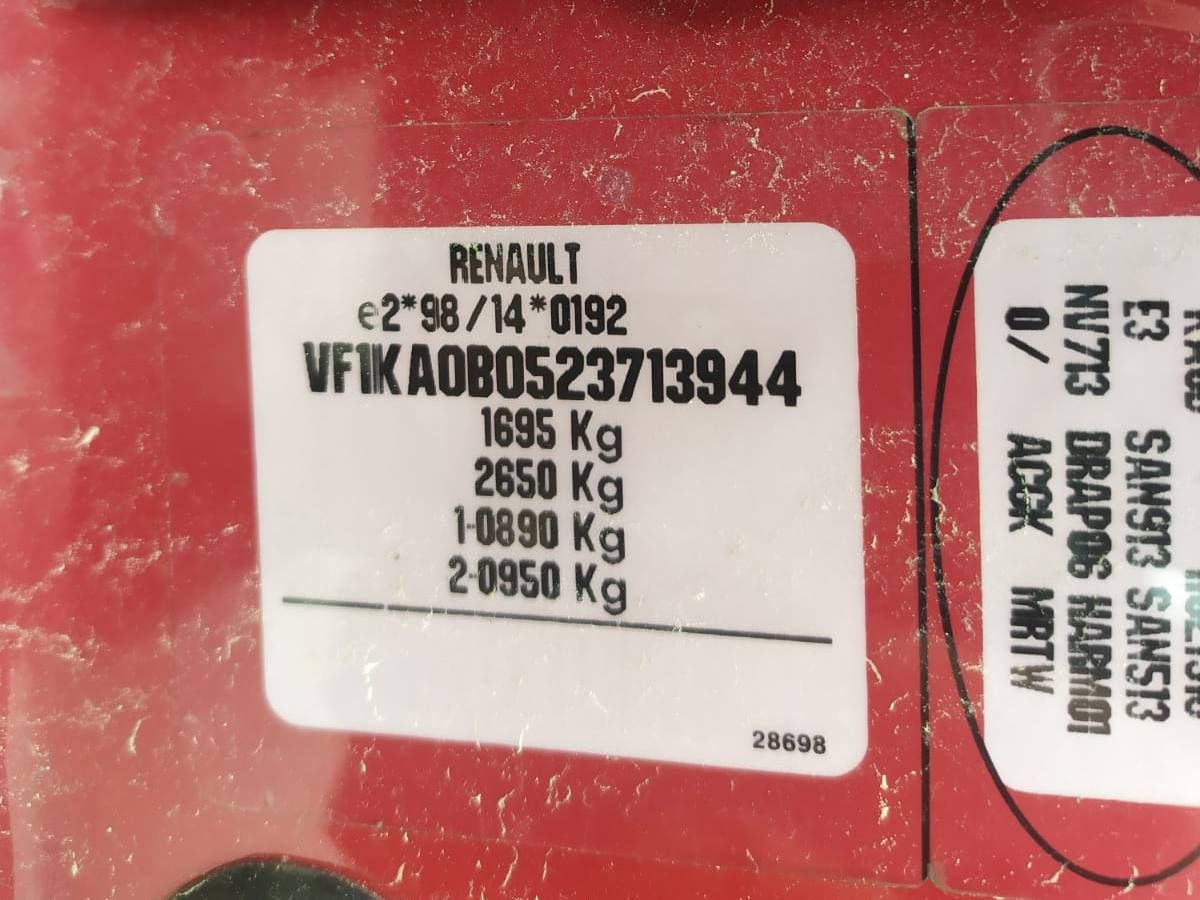 RENAULT
e2*98/14*0192
VF1KA0B0523713944
1695 Kg
2650 Kg
1-0890 Kg
2-0950 Kg
28698
E3 SAN913 SAN513
NV713 DRAP06 HARM01
0/ ACCK MRTW